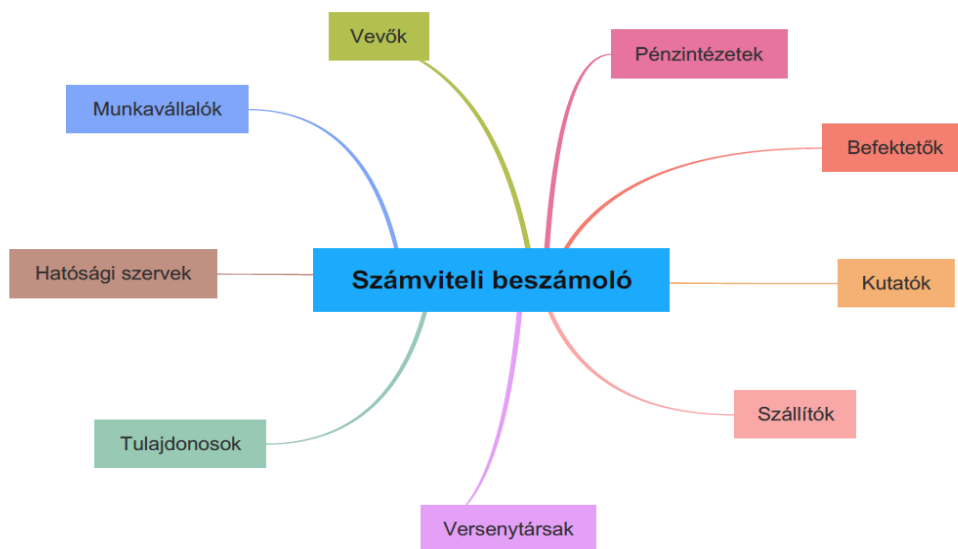 Vevők
Pénzintézetek
Munkavállalók
Befektetők
Hatósági szervek
Számviteli beszámoló
Kutatók
Szállítók
Tulajdonosok
Versenytársak